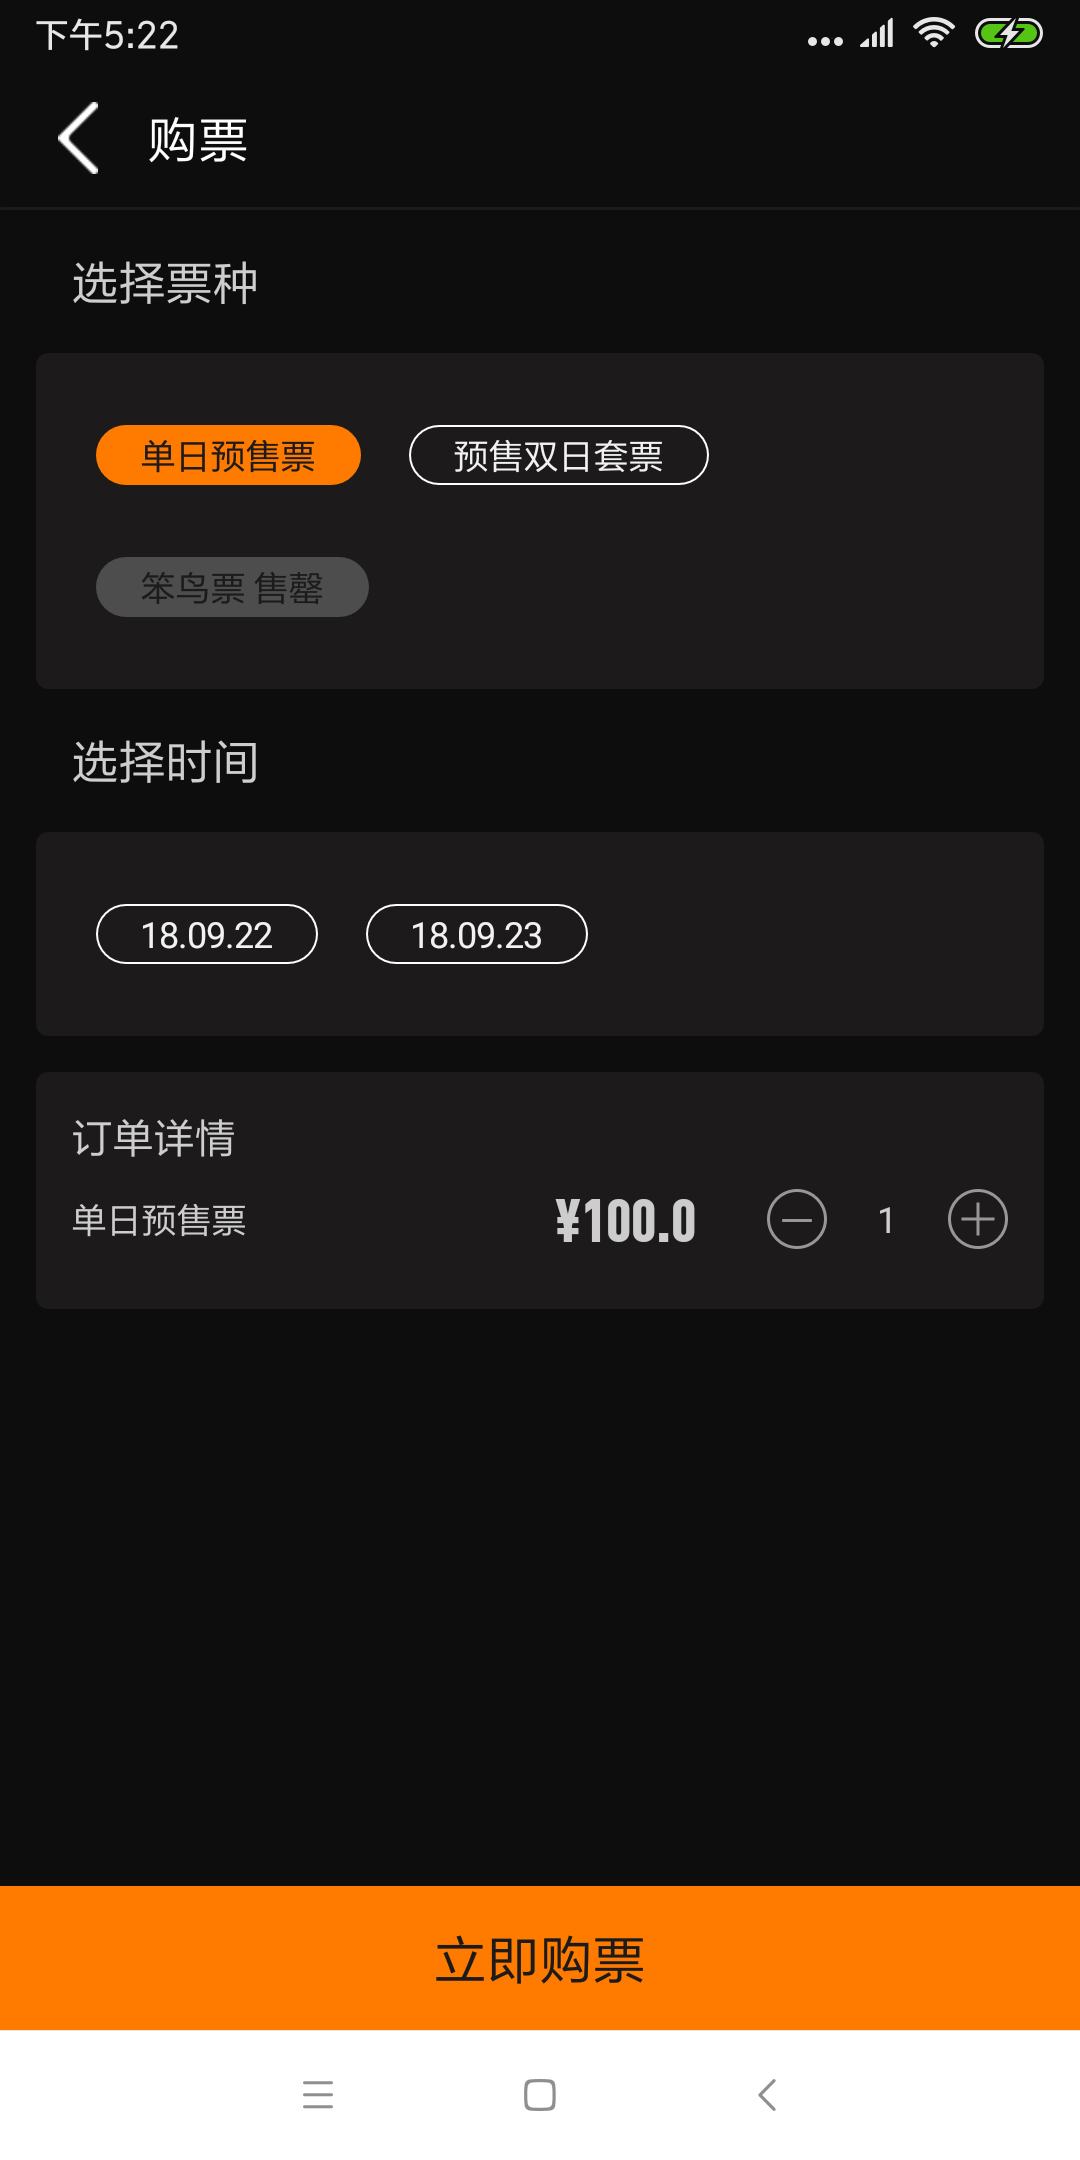 下午5:22
购票
选择票种
单日预售票 预售双日套票
笨鸟票 售罄
选择时间
18.09.22 18.09.23
订单详情
单日预售票 ¥100.0 1
立即购票